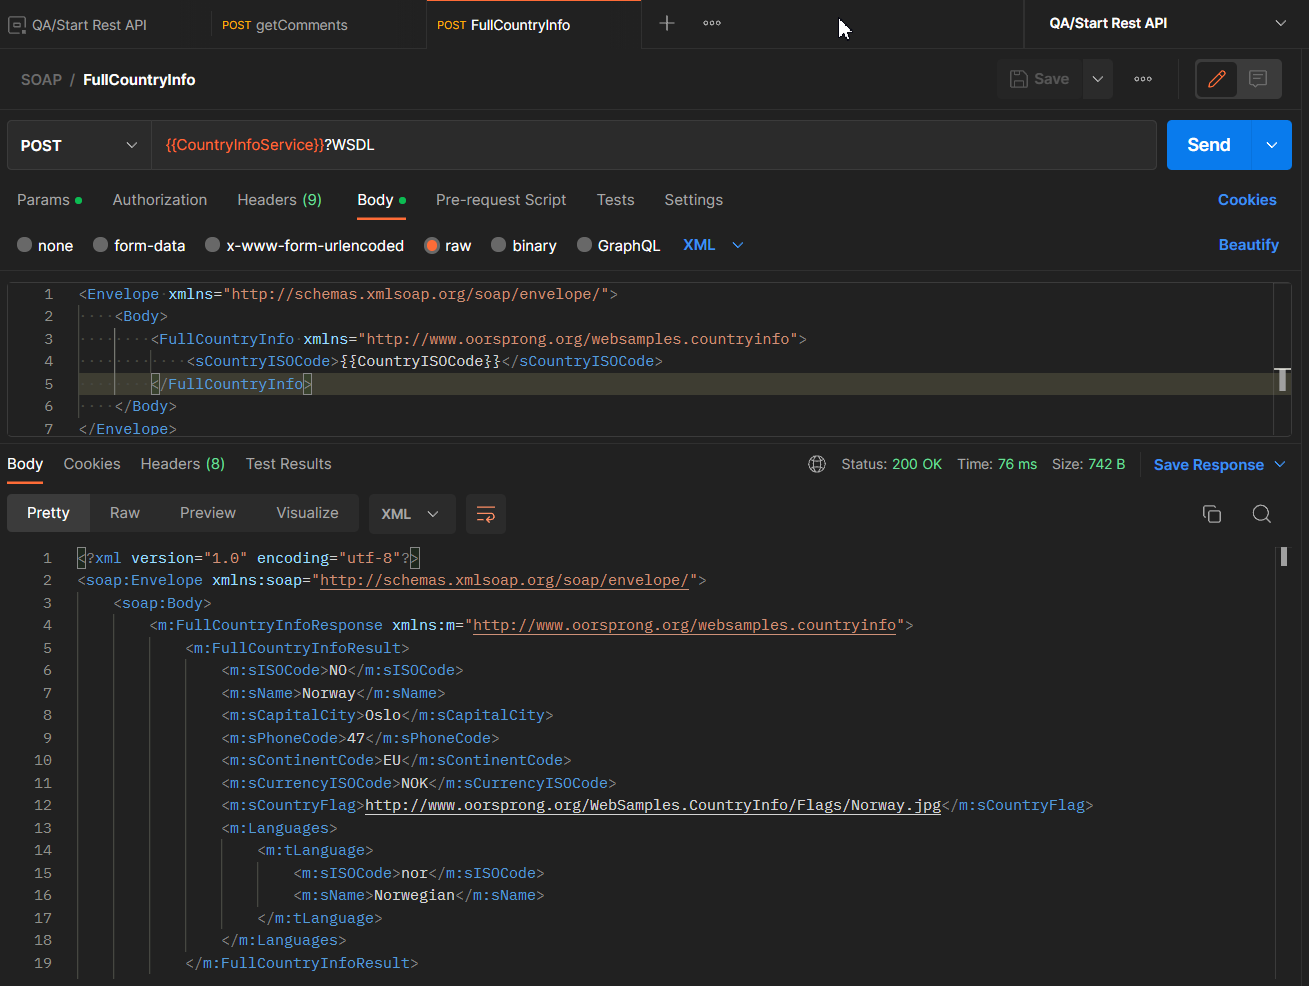 QA/Start Rest API POST getComments POST FullCountryInfo QA/Start Rest API
SOAP / FullCountryInfo Save
POST {{CountryInfoService}}?WSDL Send
Params Authorization Headers (9) Body Pre-request Script Tests Settings Cookies
none form-data x-www-form-urlencoded raw binary GraphQL XML Beautify
1 <Envelope xmlns="http://schemas.xmlsoap.org/soap/envelope/">
2 <Body>
3 <FullCountryInfo xmlns="http://www.oorsprong.org/websamples.countryinfo">
4 <sCountryISOCode>{{CountryISOCode}}</sCountryISOCode>
5 </FullCountryInfo>
6 </Body>
7 </Envelope>
Body Cookies Headers (8) Test Results Status: 200 OK Time: 76 ms Size: 742 B Save Response
Pretty Raw Preview Visualize XML
1 <?xml version="1.0" encoding="utf-8"?>
2 <soap:Envelope xmlns:soap="http://schemas.xmlsoap.org/soap/envelope/">
3 <soap:Body>
4 <m:FullCountryInfoResponse xmlns:m="http://www.oorsprong.org/websamples.countryinfo">
5 <m:FullCountryInfoResult>
6 <m:sISOCode>NO</m:sISOCode>
7 <m:sName>Norway</m:sName>
8 <m:sCapitalCity>Oslo</m:sCapitalCity>
9 <m:sPhoneCode>47</m:sPhoneCode>
10 <m:sContinentCode>EU</m:sContinentCode>
11 <m:sCurrencyISOCode>NOK</m:sCurrencyISOCode>
12 <m:sCountryFlag>http://www.oorsprong.org/WebSamples.CountryInfo/Flags/Norway.jpg</m:sCountryFlag>
13 <m:Languages>
14 <m:tLanguage>
15 <m:sISOCode>nor</m:sISOCode>
16 <m:sName>Norwegian</m:sName>
17 </m:tLanguage>
18 </m:Languages>
19 </m:FullCountryInfoResult>